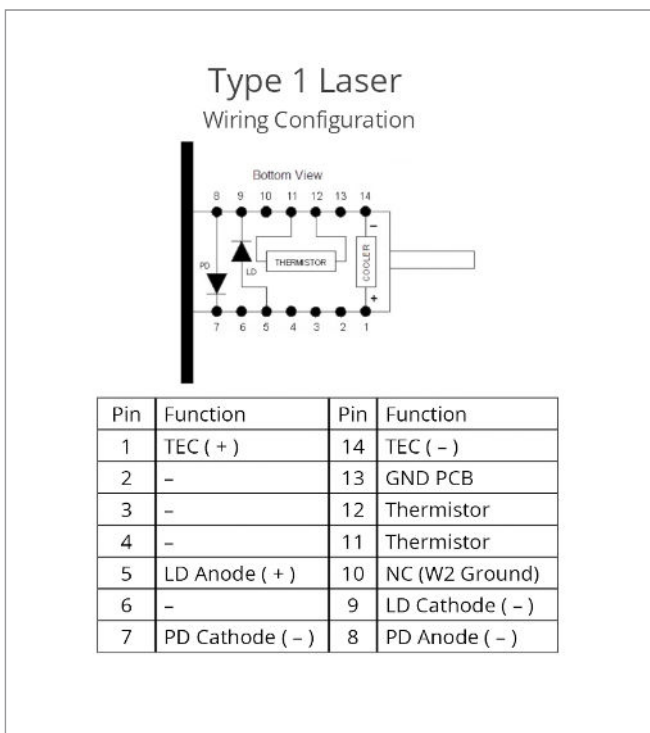 Type 1 Laser
Wiring Configuration
Bottom View
8 9 10 11 12 13 14
–
PD
LD
THERMISTOR
COOLER
+
7 6 5 4 3 2 1
Pin Function Pin Function
1 TEC ( + ) 14 TEC ( – )
2 – 13 GND PCB
3 – 12 Thermistor
4 – 11 Thermistor
5 LD Anode ( + ) 10 NC (W2 Ground)
6 – 9 LD Cathode ( – )
7 PD Cathode ( – ) 8 PD Anode ( – )